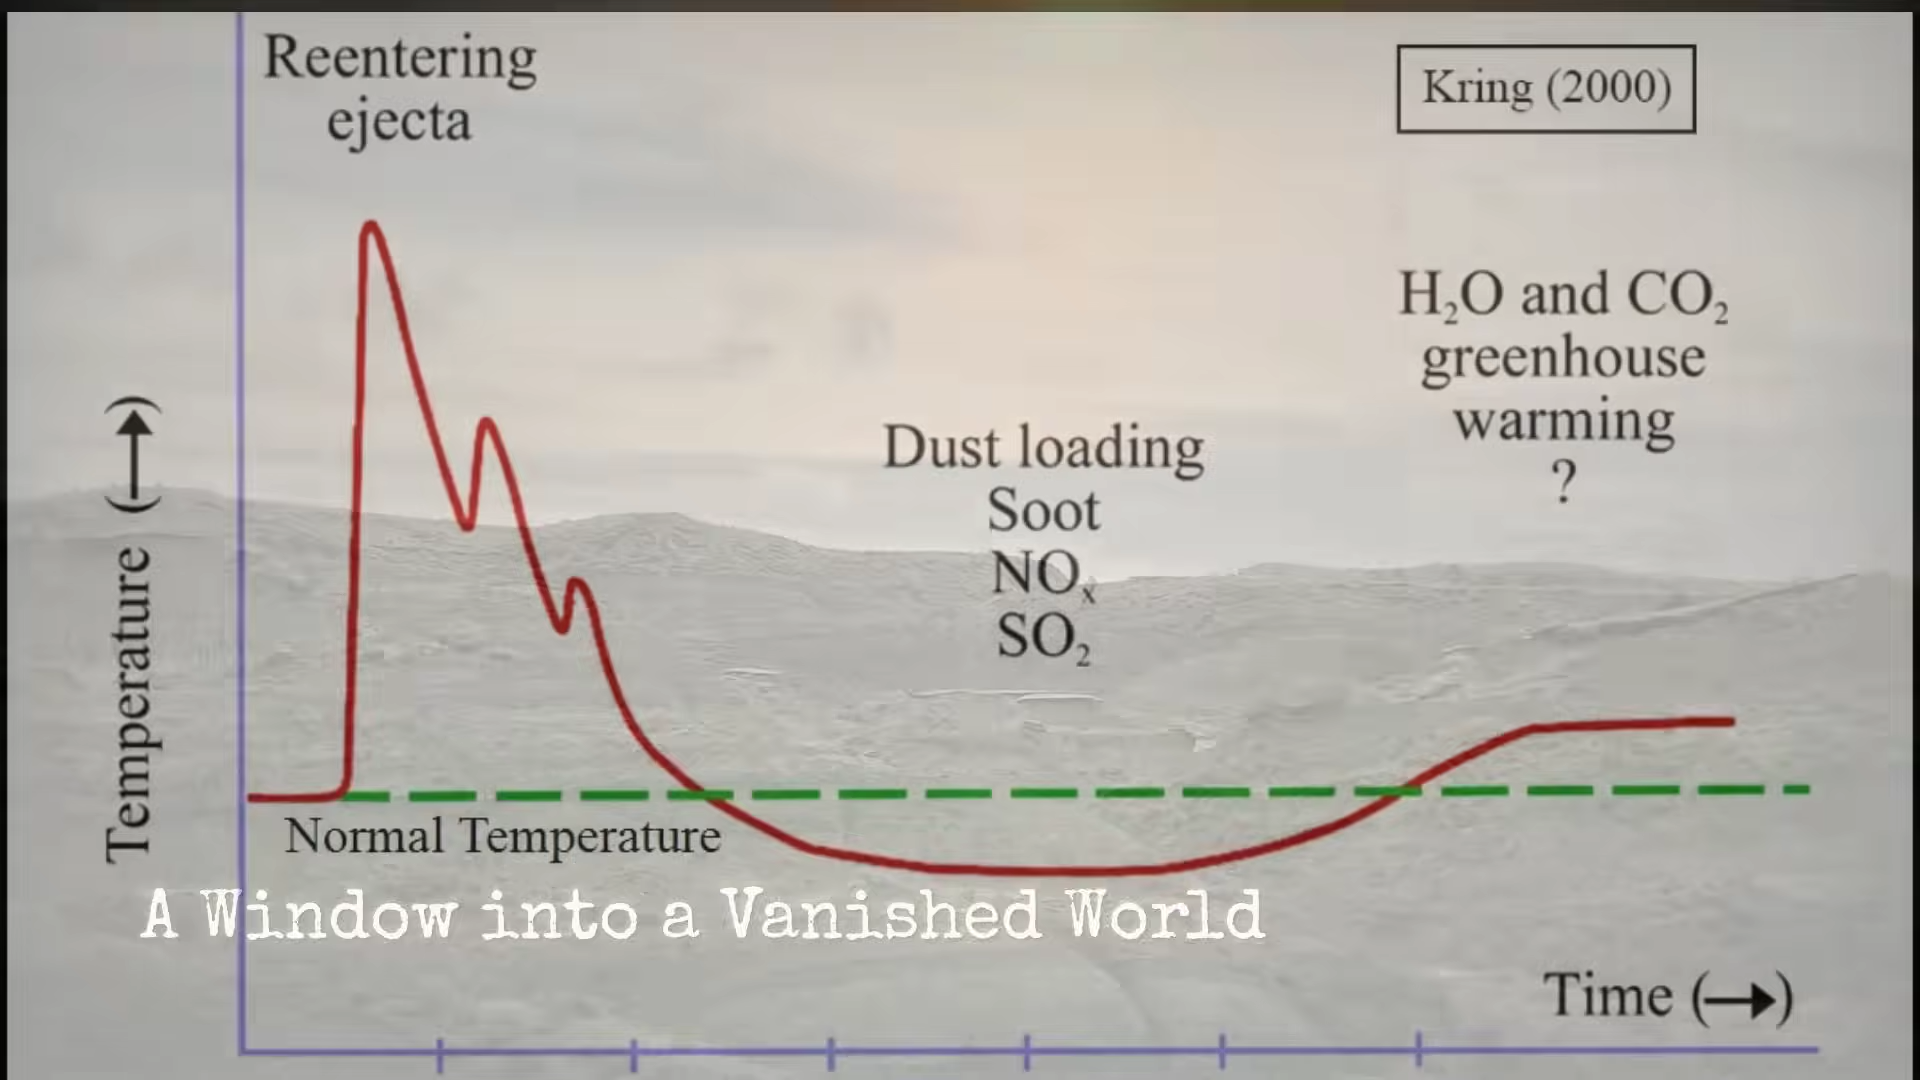 Reentering
ejecta
Kring (2000)
H₂O and CO₂
greenhouse
warming
?
Dust loading
Soot
NOₓ
SO₂
Temperature (→)
Normal Temperature
A Window into a Vanished World
Time (→)